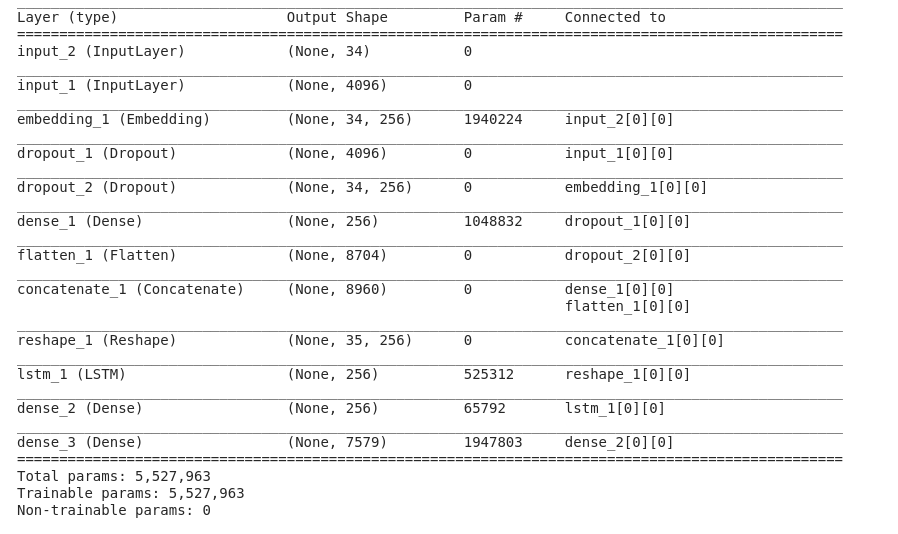 Layer (type) Output Shape Param # Connected to
input_2 (InputLayer) (None, 34) 0
input_1 (InputLayer) (None, 4096) 0
embedding_1 (Embedding) (None, 34, 256) 1940224 input_2[0][0]
dropout_1 (Dropout) (None, 4096) 0 input_1[0][0]
dropout_2 (Dropout) (None, 34, 256) 0 embedding_1[0][0]
dense_1 (Dense) (None, 256) 1048832 dropout_1[0][0]
flatten_1 (Flatten) (None, 8704) 0 dropout_2[0][0]
concatenate_1 (Concatenate) (None, 8960) 0 dense_1[0][0]
flatten_1[0][0]
reshape_1 (Reshape) (None, 35, 256) 0 concatenate_1[0][0]
lstm_1 (LSTM) (None, 256) 525312 reshape_1[0][0]
dense_2 (Dense) (None, 256) 65792 lstm_1[0][0]
dense_3 (Dense) (None, 7579) 1947803 dense_2[0][0]
Total params: 5,527,963
Trainable params: 5,527,963
Non-trainable params: 0